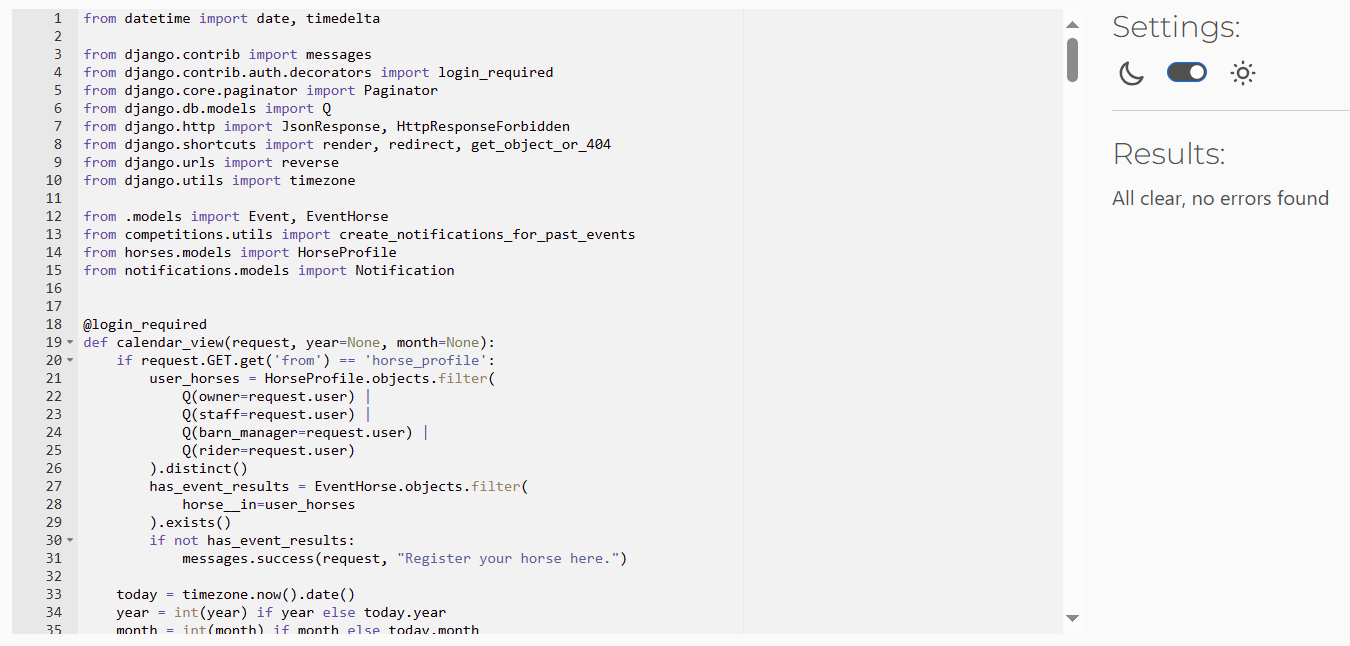 1 from datetime import date, timedelta
2
3 from django.contrib import messages
4 from django.contrib.auth.decorators import login_required
5 from django.core.paginator import Paginator
6 from django.db.models import Q
7 from django.http import JsonResponse, HttpResponseForbidden
8 from django.shortcuts import render, redirect, get_object_or_404
9 from django.urls import reverse
10 from django.utils import timezone
11
12 from .models import Event, EventHorse
13 from competitions.utils import create_notifications_for_past_events
14 from horses.models import HorseProfile
15 from notifications.models import Notification
16
17
18 @login_required
19 def calendar_view(request, year=None, month=None):
20     if request.GET.get('from') == 'horse_profile':
21         user_horses = HorseProfile.objects.filter(
22             Q(owner=request.user) |
23             Q(staff=request.user) |
24             Q(barn_manager=request.user) |
25             Q(rider=request.user)
26         ).distinct()
27         has_event_results = EventHorse.objects.filter(
28             horse__in=user_horses
29         ).exists()
30         if not has_event_results:
31             messages.success(request, "Register your horse here.")
32
33     today = timezone.now().date()
34     year = int(year) if year else today.year
35     month = int(month) if month else today.month
Settings:
Results:
All clear, no errors found